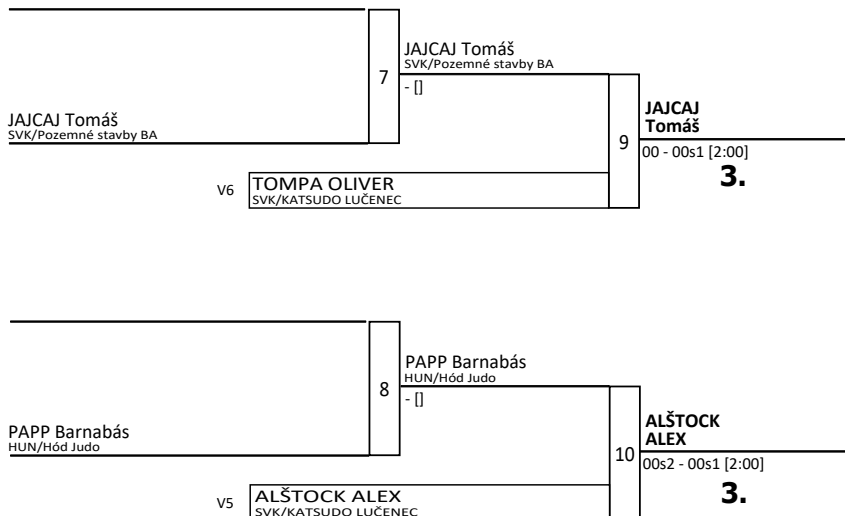 JAJCAJ Tomáš
SVK/Pozemné stavby BA
7
JAJCAJ Tomáš
SVK/Pozemné stavby BA
- []
V6
TOMPA OLIVER
SVK/KATSUDO LUČENEC
9
JAJCAJ
Tomáš
00 - 00s1 [2:00]
3.
PAPP Barnabás
HUN/Hód Judo
8
PAPP Barnabás
HUN/Hód Judo
- []
V5
ALŠTOCK ALEX
SVK/KATSUDO LUČENEC
10
ALŠTOCK
ALEX
00s2 - 00s1 [2:00]
3.